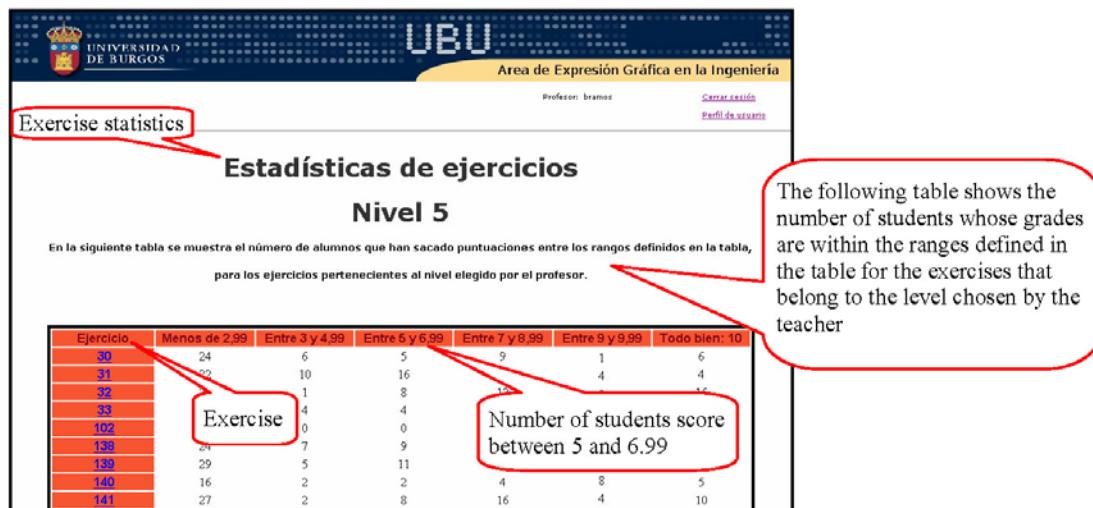 UNIVERSIDAD
DE BURGOS
UBU
Area de Expresión Gráfica en la Ingeniería
Profesor: bramos
Cerrar sesión
Perfil de usuario
Exercise statistics
Estadísticas de ejercicios
Nivel 5
En la siguiente tabla se muestra el número de alumnos que han sacado puntuaciones entre los rangos definidos en la tabla,
para los ejercicios pertenecientes al nivel elegido por el profesor.
The following table shows the
number of students whose grades
are within the ranges defined in
the table for the exercises that
belong to the level chosen by the
teacher
Ejercicio Menos de 2,99 Entre 3 y 4,99 Entre 5 y 6,99 Entre 7 y 8,99 Entre 9 y 9,99 Todo bien: 10
30 24 6 5 9 1 6
31 22 10 16 4 4
32 1 8
33 4 4
102 0 0
138 24 7 9
139 29 5 11
140 16 2 2 4 8 5
141 27 2 8 16 4 10
Exercise
Number of students score
between 5 and 6.99